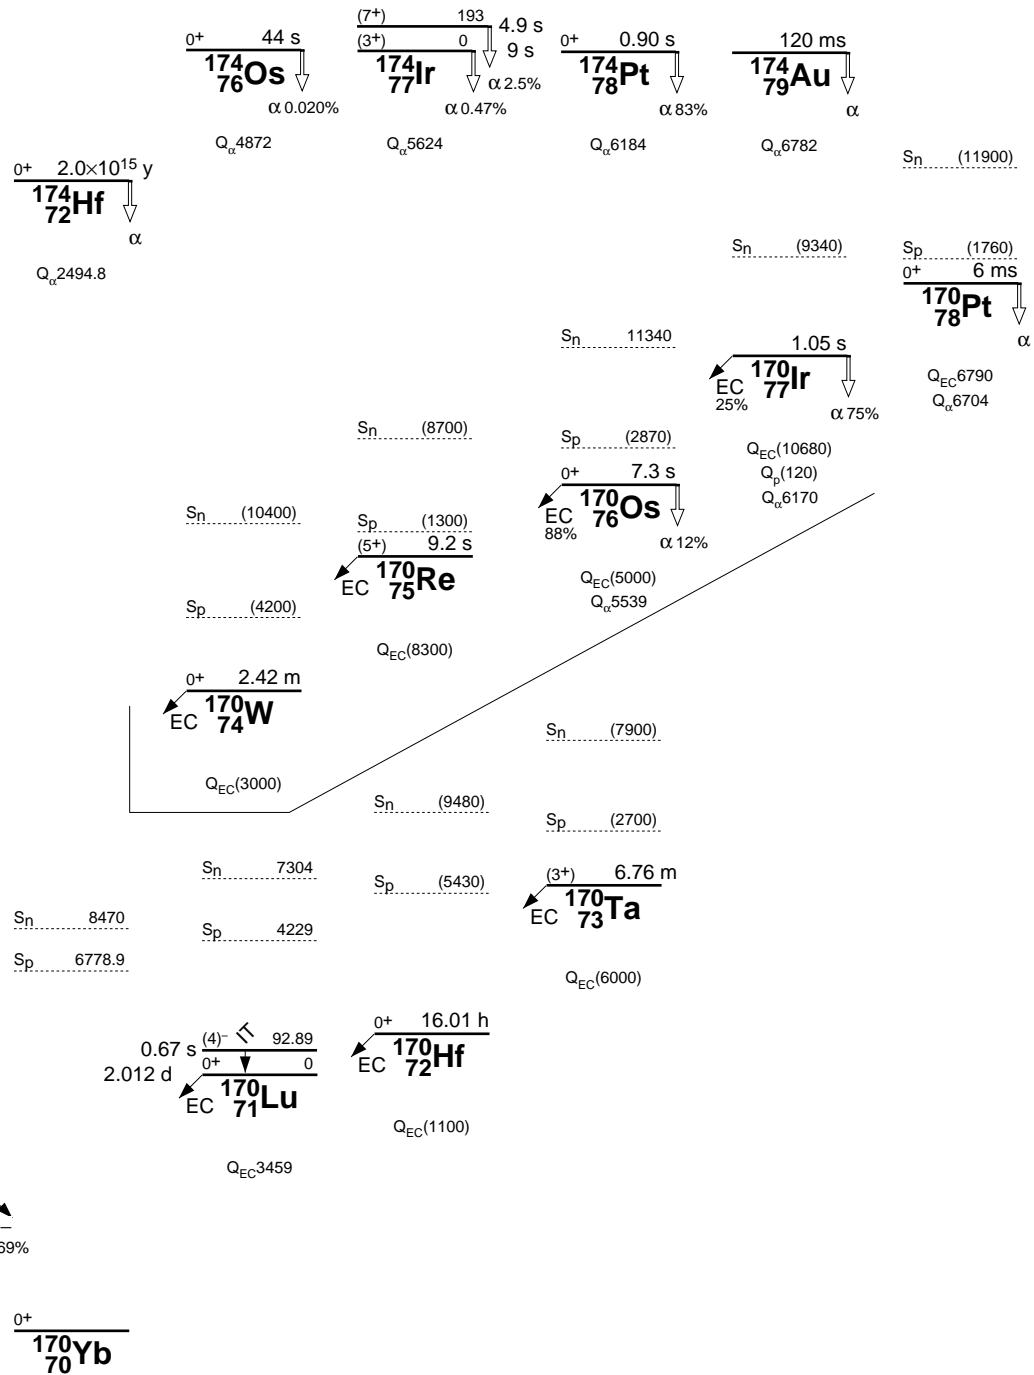 (7+) 193 4.9 s
0+ 44 s (3+) 0 9 s 0+ 0.90 s 120 ms
174 76 Os 174 77 Ir 174 78 Pt 174 79 Au
α 2.5%
α 0.020% α 0.47% α 83% α
Qα4872 Qα5624 Qα6184 Qα6782
Sn (11900)
0+ 2.0×10¹⁵ y
174 72 Hf
α
Qα2494.8
Sn (9340) Sp (1760)
0+ 6 ms
170 78 Pt
α
QEC6790
Qα6704
Sn 11340 1.05 s
170 77 Ir
EC 25%
α 75%
QEC(10680)
Qp(120)
Qα6170
Sn (8700) Sp (2870)
0+ 7.3 s
170 76 Os
EC 88%
α 12%
QEC(5000)
Qα5539
Sn (10400) Sp (1300)
(5+) 9.2 s
170 75 Re
EC
QEC(8300)
Sp (4200)
0+ 2.42 m
170 74 W
EC
QEC(3000)
Sn (7900)
Sn (9480) Sp (2700)
(3+) 6.76 m
170 73 Ta
EC
QEC(6000)
Sn 7304 Sp (5430)
Sn 8470 Sp 4229
Sp 6778.9
0+ 16.01 h
170 72 Hf
EC
QEC(1100)
0.67 s (4)– IT 92.89
2.012 d 0+ 0
170 71 Lu
EC
QEC3459
–
69%
0+
170 70 Yb